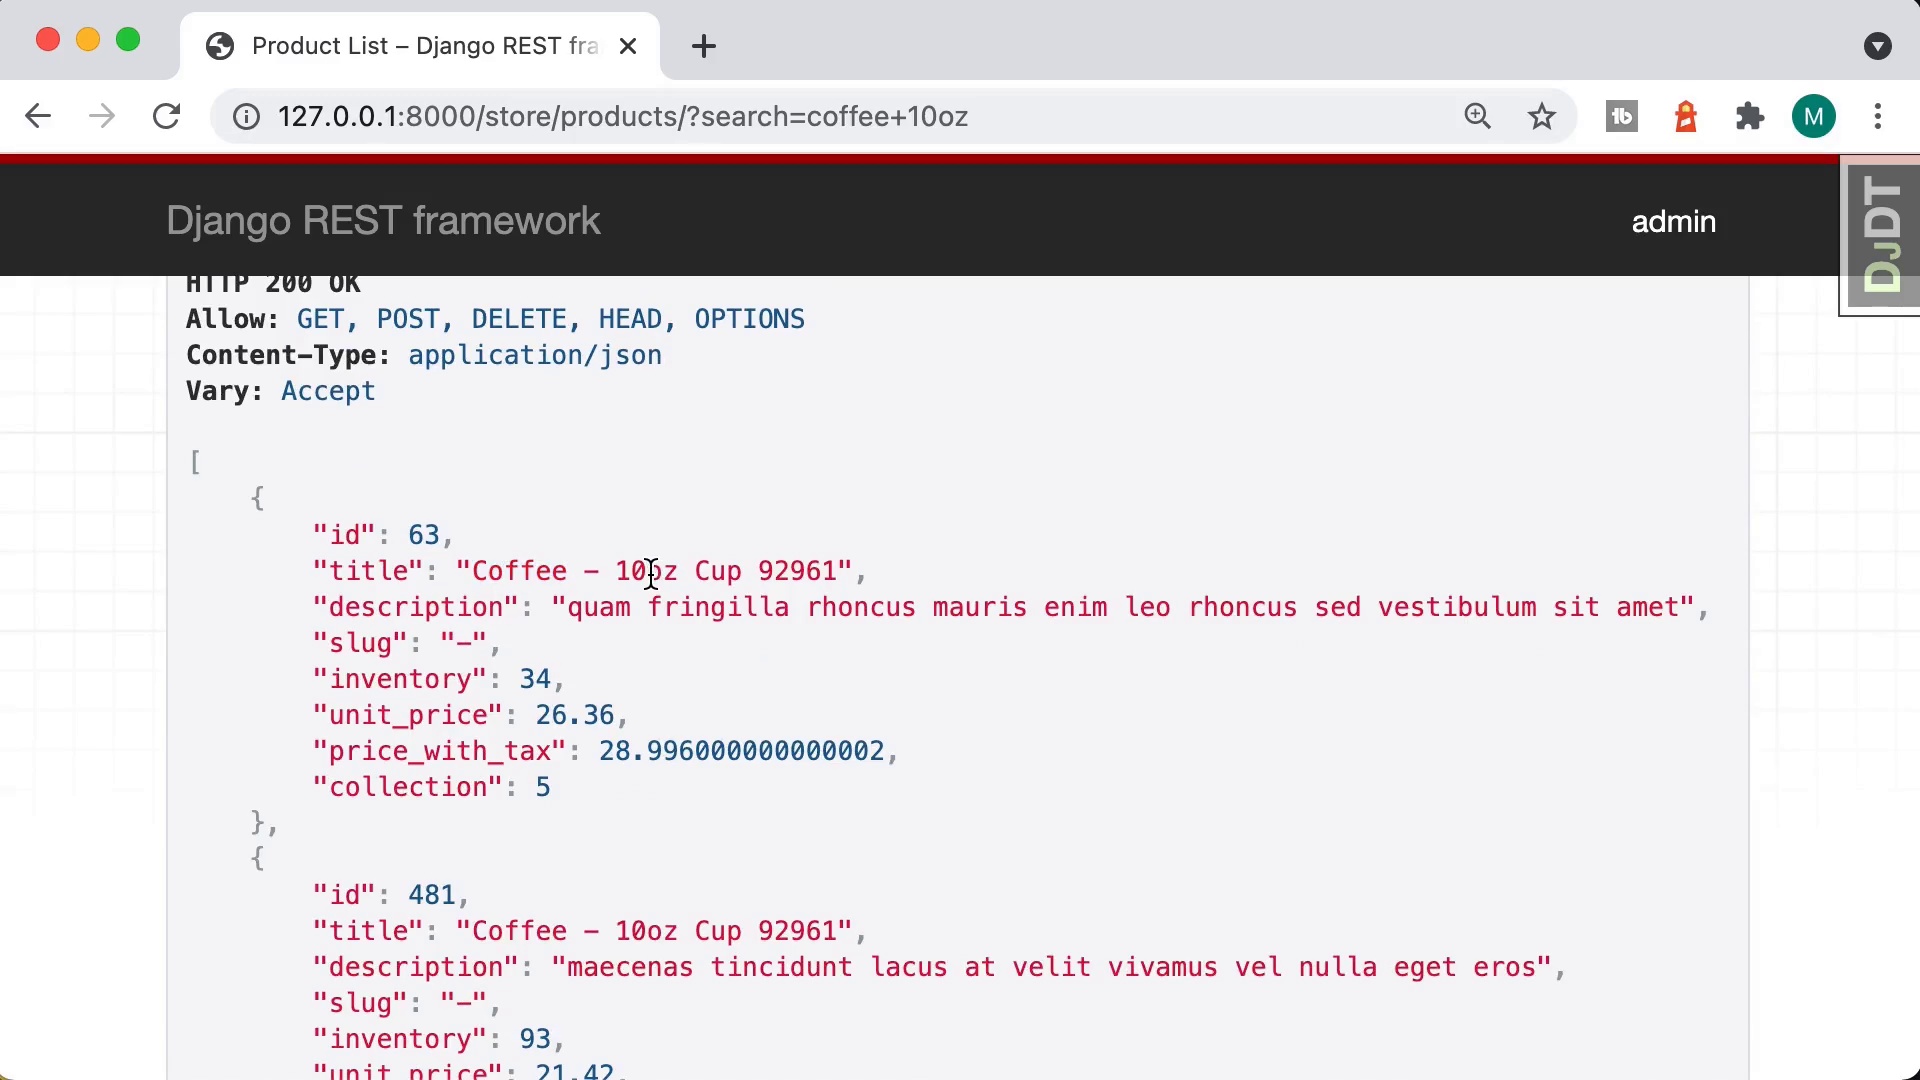 Product List – Django REST fra
127.0.0.1:8000/store/products/?search=coffee+10oz
tb
M
Django REST framework
admin
DjDT
HTTP 200 OK
Allow: GET, POST, DELETE, HEAD, OPTIONS
Content-Type: application/json
Vary: Accept
[
{
"id": 63,
"title": "Coffee - 10oz Cup 92961",
"description": "quam fringilla rhoncus mauris enim leo rhoncus sed vestibulum sit amet",
"slug": "-",
"inventory": 34,
"unit_price": 26.36,
"price_with_tax": 28.996000000000002,
"collection": 5
},
{
"id": 481,
"title": "Coffee - 10oz Cup 92961",
"description": "maecenas tincidunt lacus at velit vivamus vel nulla eget eros",
"slug": "-",
"inventory": 93,
"unit_price": 21.42,